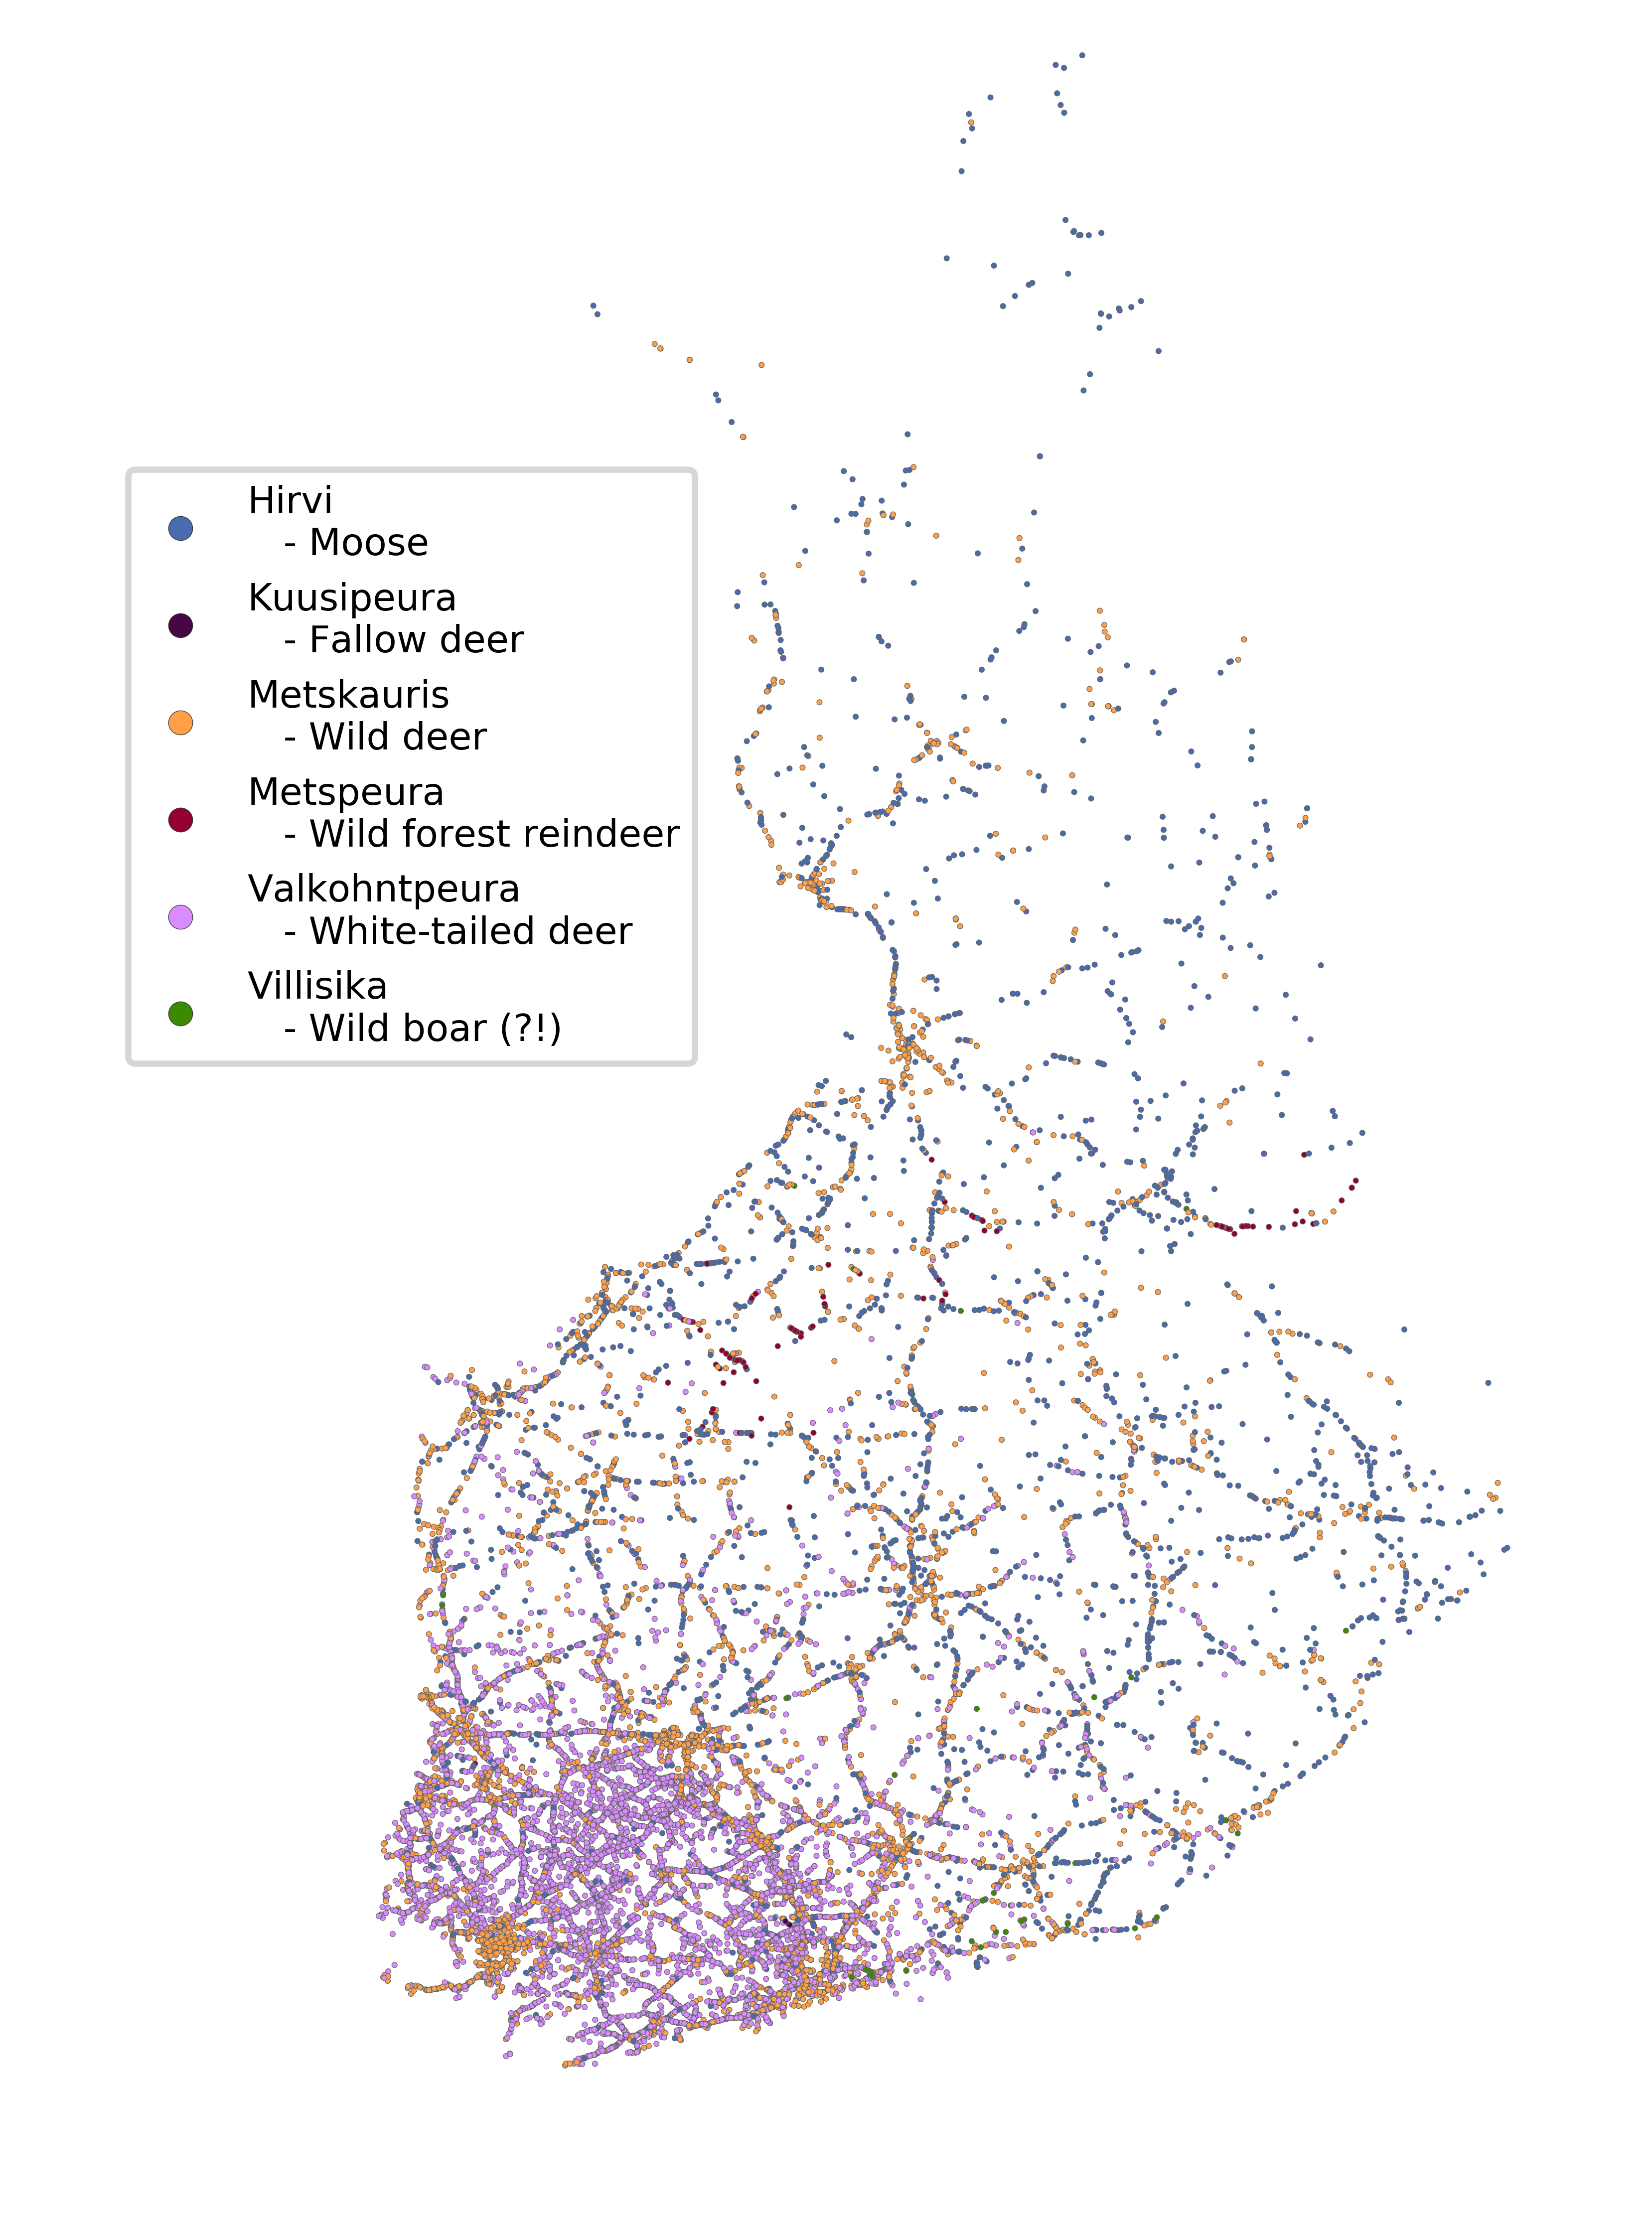 Hirvi
- Moose
Kuusipeura
- Fallow deer
Metskauris
- Wild deer
Metspeura
- Wild forest reindeer
Valkohntpeura
- White-tailed deer
Villisika
- Wild boar (?!)